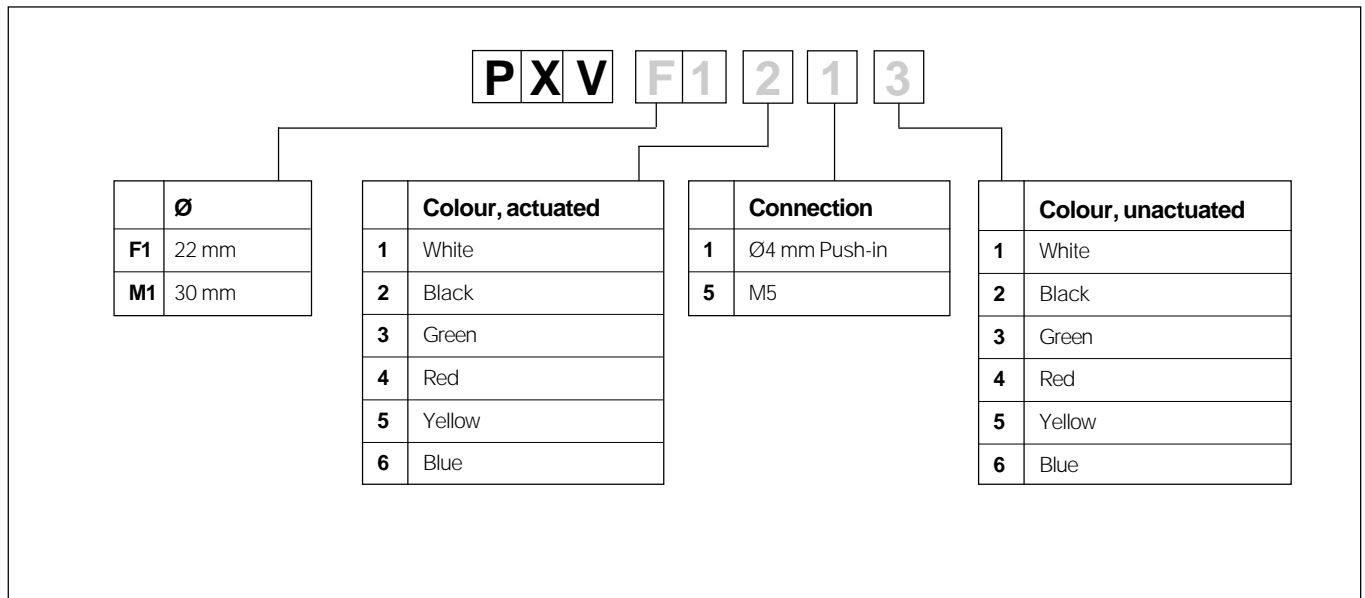 PXV F1 2 1 3
Ø
F1 22 mm
M1 30 mm
Colour, actuated
1 White
2 Black
3 Green
4 Red
5 Yellow
6 Blue
Connection
1 Ø4 mm Push-in
5 M5
Colour, unactuated
1 White
2 Black
3 Green
4 Red
5 Yellow
6 Blue